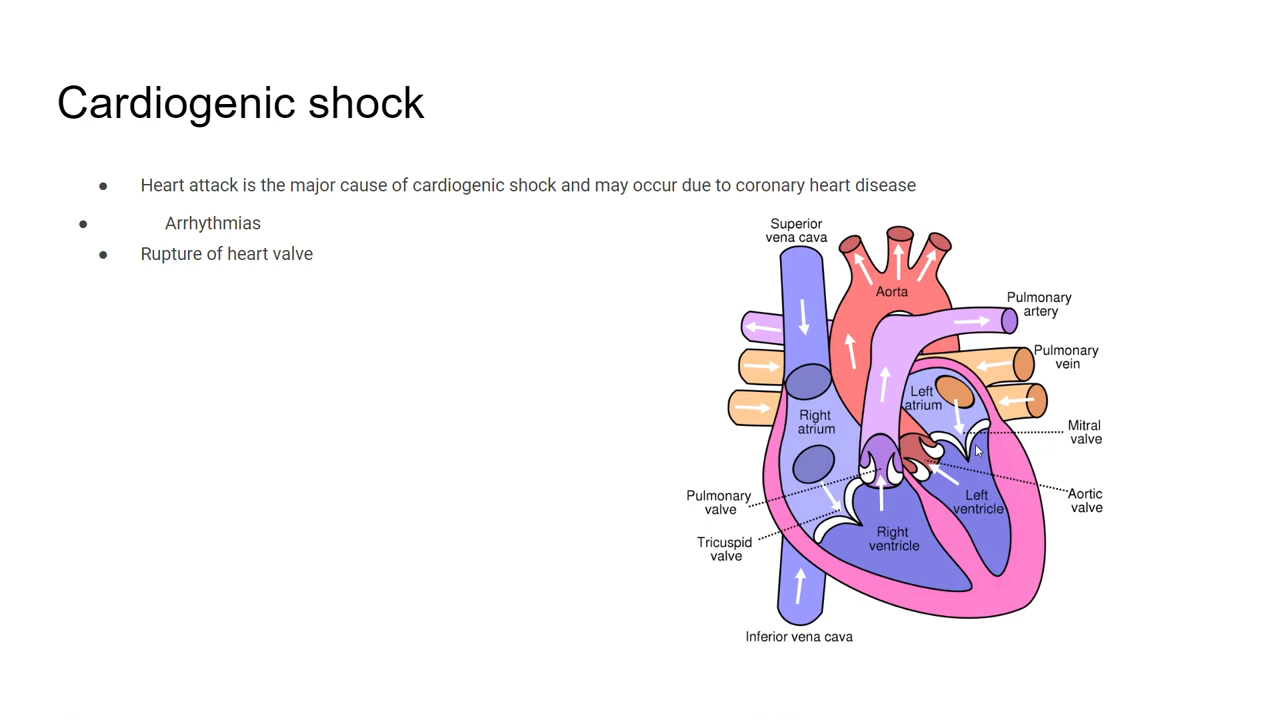 Cardiogenic shock
● Heart attack is the major cause of cardiogenic shock and may occur due to coronary heart disease
● Arrhythmias
● Rupture of heart valve
Superior
vena cava
Aorta
Pulmonary
artery
Pulmonary
vein
Left
atrium
Right
atrium
Mitral
valve
Pulmonary
valve
Left
ventricle
Aortic
valve
Tricuspid
valve
Right
ventricle
Inferior vena cava